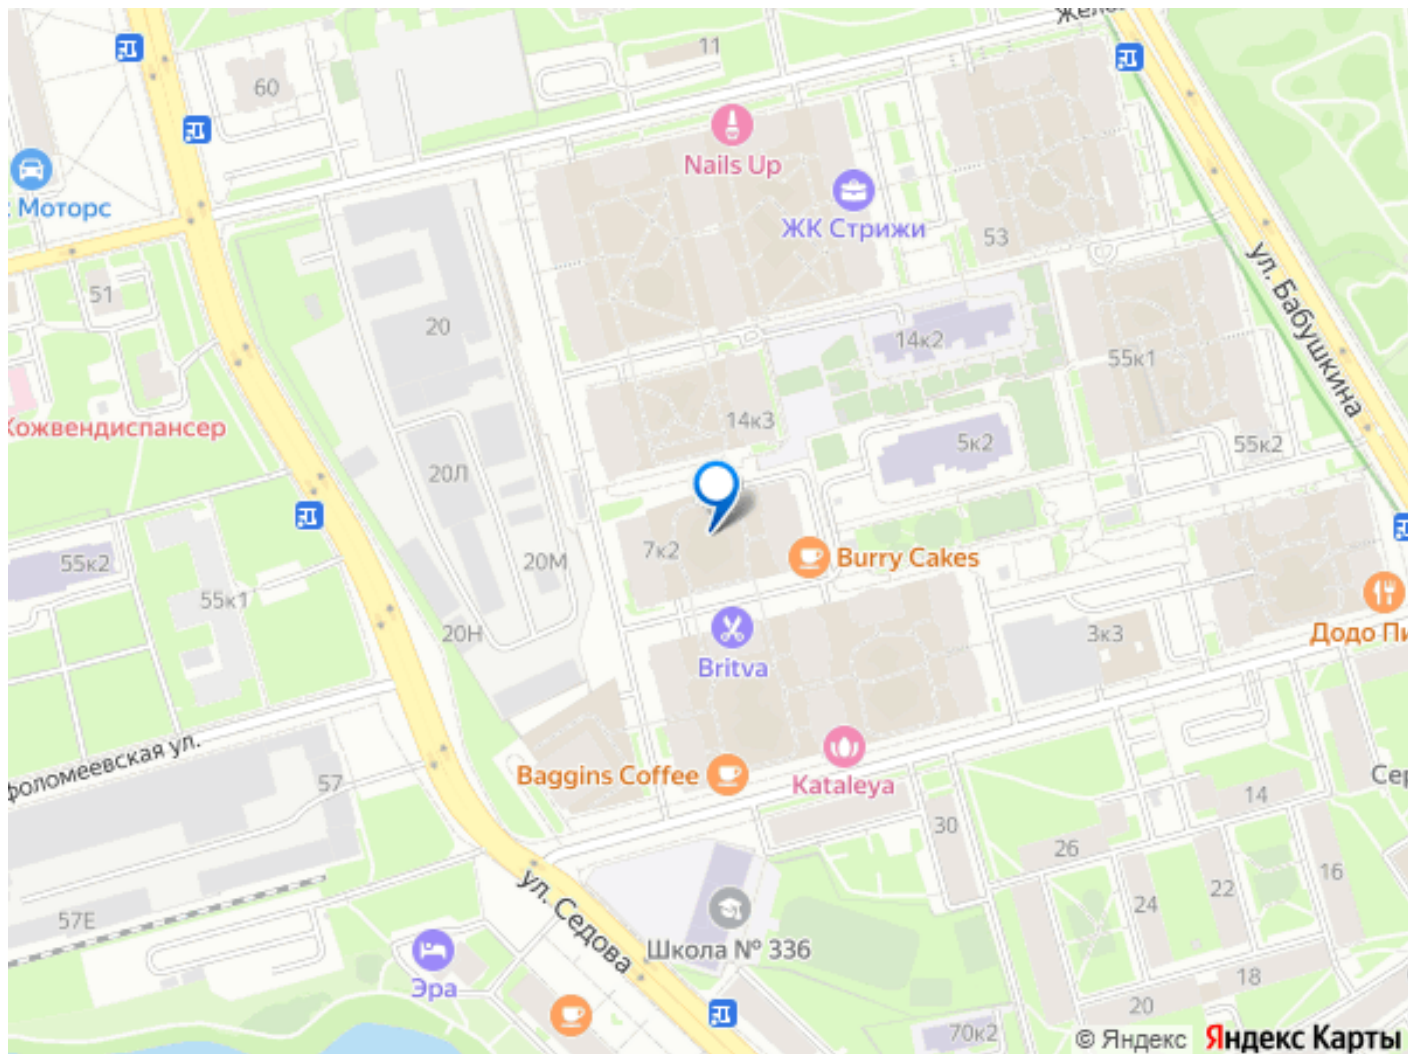 11
60
Nails Up
Моторс
ЖК Стрижи
53
51
ул. Бабушкина
20
14к2
55к1
14к3
Кожвендиспансер
5к2
55к2
20Л
7к2
20М
Burry Cakes
55к2
55к1
20Н
3к3
Britva
Baggins Coffee
Kataleya
57
14
30
26
16
22
24
57Е
ул. Седова
Школа № 336
Эра
18
20
70к2
© Яндекс Яндекс Карты